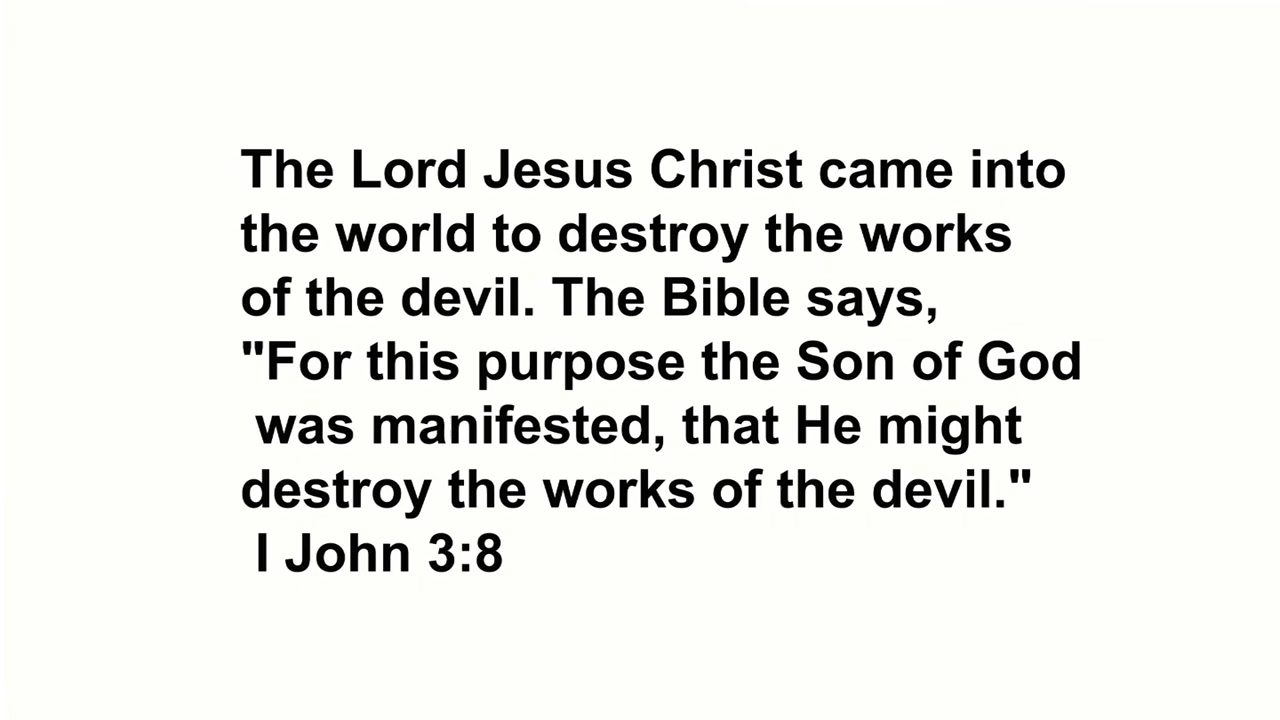 The Lord Jesus Christ came into
the world to destroy the works
of the devil. The Bible says,
"For this purpose the Son of God
was manifested, that He might
destroy the works of the devil."
I John 3:8